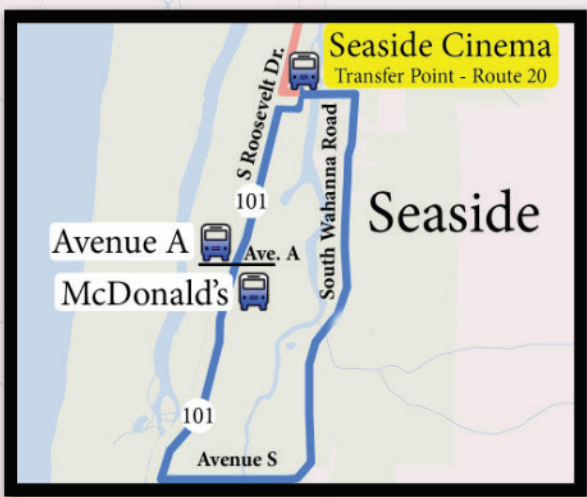 Seaside Cinema
Transfer Point - Route 20
S Roosevelt Dr.
South Wahanna Road
101
Seaside
Avenue A
Ave. A
McDonald's
101
Avenue S